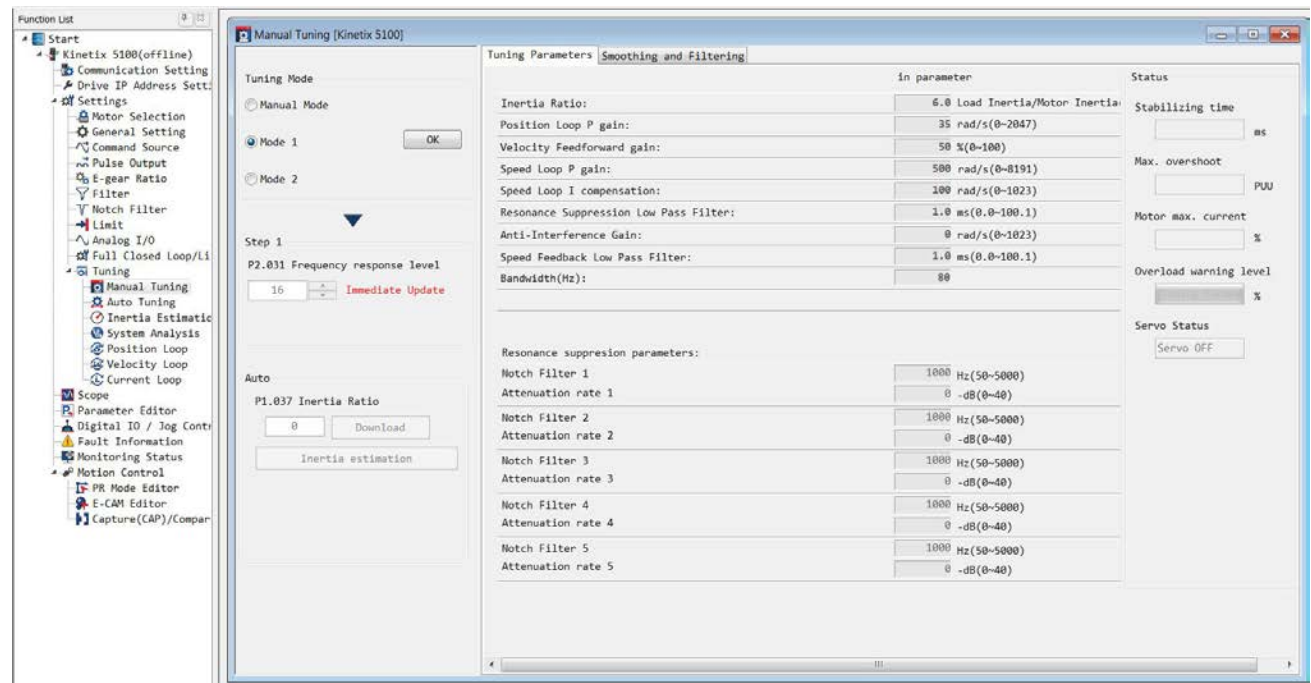 Function List
Start
Kinetix 5100(offline)
Communication Setting
Drive IP Address Setti
Settings
Motor Selection
General Setting
Command Source
Pulse Output
E-gear Ratio
Filter
Notch Filter
Limit
Analog I/O
Full Closed Loop/Li
Tuning
Manual Tuning
Auto Tuning
Inertia Estimatio
System Analysis
Position Loop
Velocity Loop
Current Loop
Scope
Parameter Editor
Digital IO / Jog Contr
Fault Information
Monitoring Status
Motion Control
PR Mode Editor
E-CAM Editor
Capture(CAP)/Compar
Manual Tuning [Kinetix 5100]
Tuning Mode
Manual Mode
Mode 1 OK
Mode 2
Step 1
P2.031 Frequency response level
16 Immediate Update
Auto
P1.037 Inertia Ratio
0 Download
Inertia estimation
Tuning Parameters Smoothing and Filtering
in parameter
Inertia Ratio: 6.0 Load Inertia/Motor Inertia
Position Loop P gain: 35 rad/s(0~2047)
Velocity Feedforward gain: 50 %(0~100)
Speed Loop P gain: 500 rad/s(0~8191)
Speed Loop I compensation: 100 rad/s(0~1023)
Resonance Suppression Low Pass Filter: 1.0 ms(0.0~100.1)
Anti-Interference Gain: 0 rad/s(0~1023)
Speed Feedback Low Pass Filter: 1.0 ms(0.0~100.1)
Bandwidth(Hz): 80
Resonance suppresion parameters:
Notch Filter 1 1000 Hz(50~5000)
Attenuation rate 1 0 -dB(0~40)
Notch Filter 2 1000 Hz(50~5000)
Attenuation rate 2 0 -dB(0~40)
Notch Filter 3 1000 Hz(50~5000)
Attenuation rate 3 0 -dB(0~40)
Notch Filter 4 1000 Hz(50~5000)
Attenuation rate 4 0 -dB(0~40)
Notch Filter 5 1000 Hz(50~5000)
Attenuation rate 5 0 -dB(0~40)
Status
Stabilizing time
ms
Max. overshoot
PUU
Motor max. current
%
Overload warning level
%
Servo Status
Servo OFF